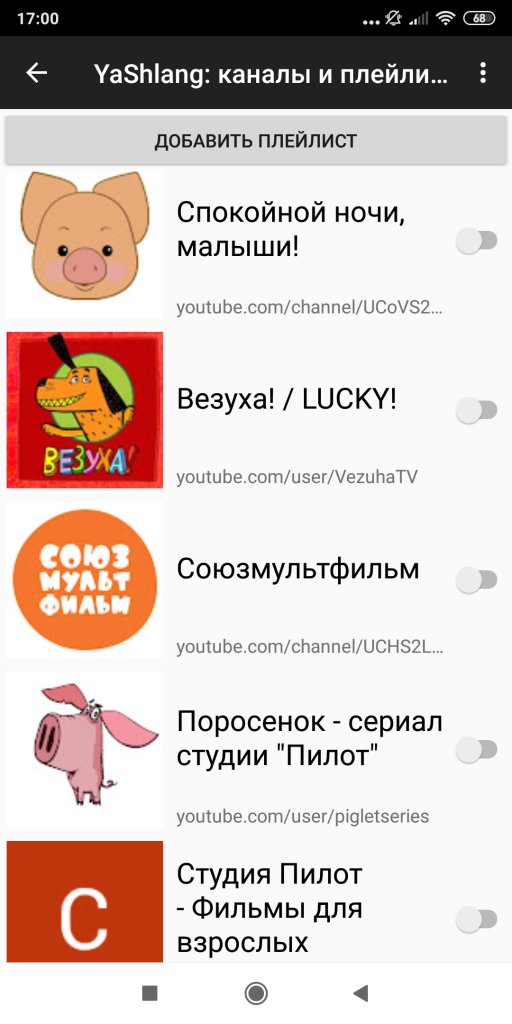 17:00
68
YaShlang: каналы и плейли...
ДОБАВИТЬ ПЛЕЙЛИСТ
Спокойной ночи,
малыши!
youtube.com/channel/UCoVS2...
ВЕЗУХА!
Везуха! / LUCKY!
youtube.com/user/VezuhaTV
СОЮЗ
МУЛЬТ
ФИЛЬМ
Союзмультфильм
youtube.com/channel/UCHS2L...
Поросенок - сериал
студии "Пилот"
youtube.com/user/pigletseries
С
Студия Пилот
- Фильмы для
взрослых